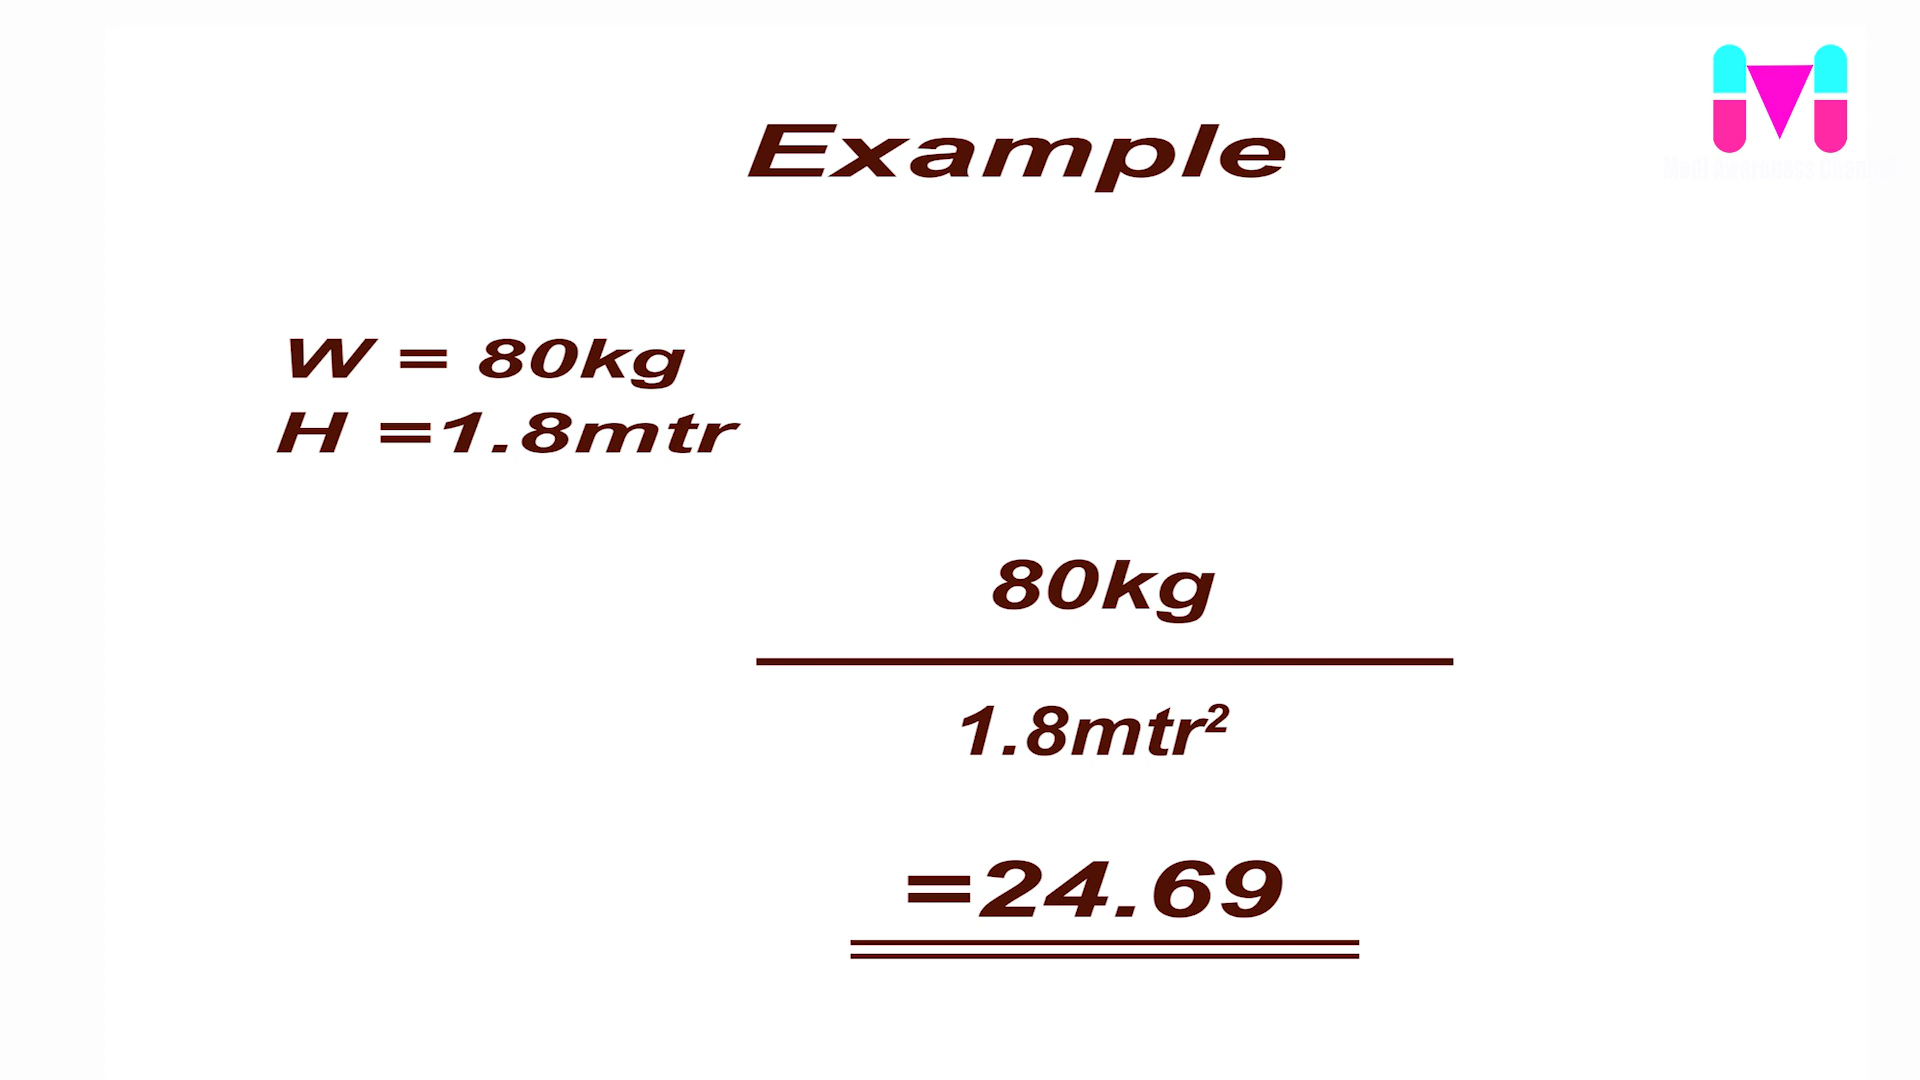 Example
W = 80kg
H =1.8mtr
80kg
1.8mtr²
=24.69